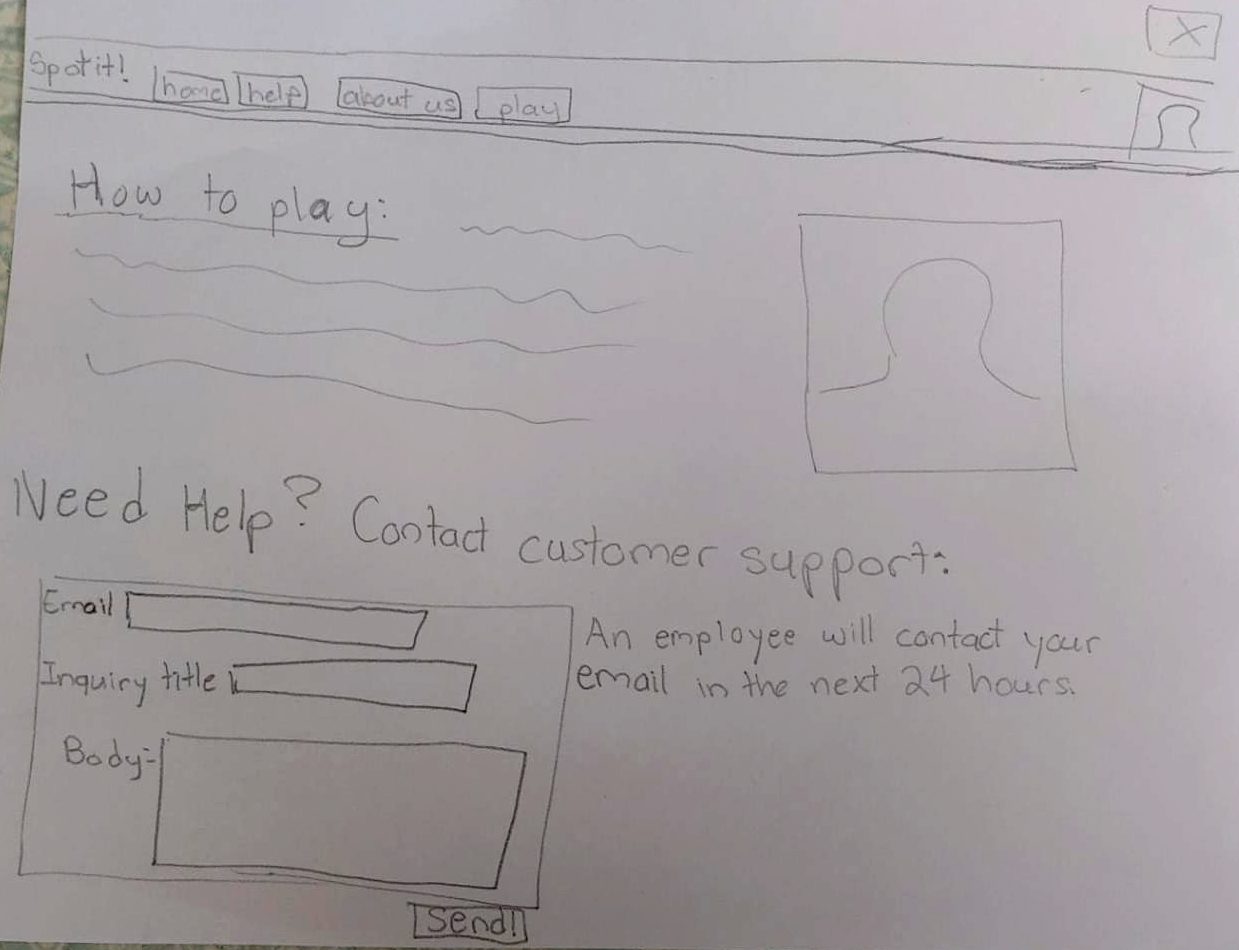 X
Spotit! home help about us play
How to play:
Need Help? Contact customer support:
Email
An employee will contact your
Inquiry title
email in the next 24 hours.
Body:
Send!